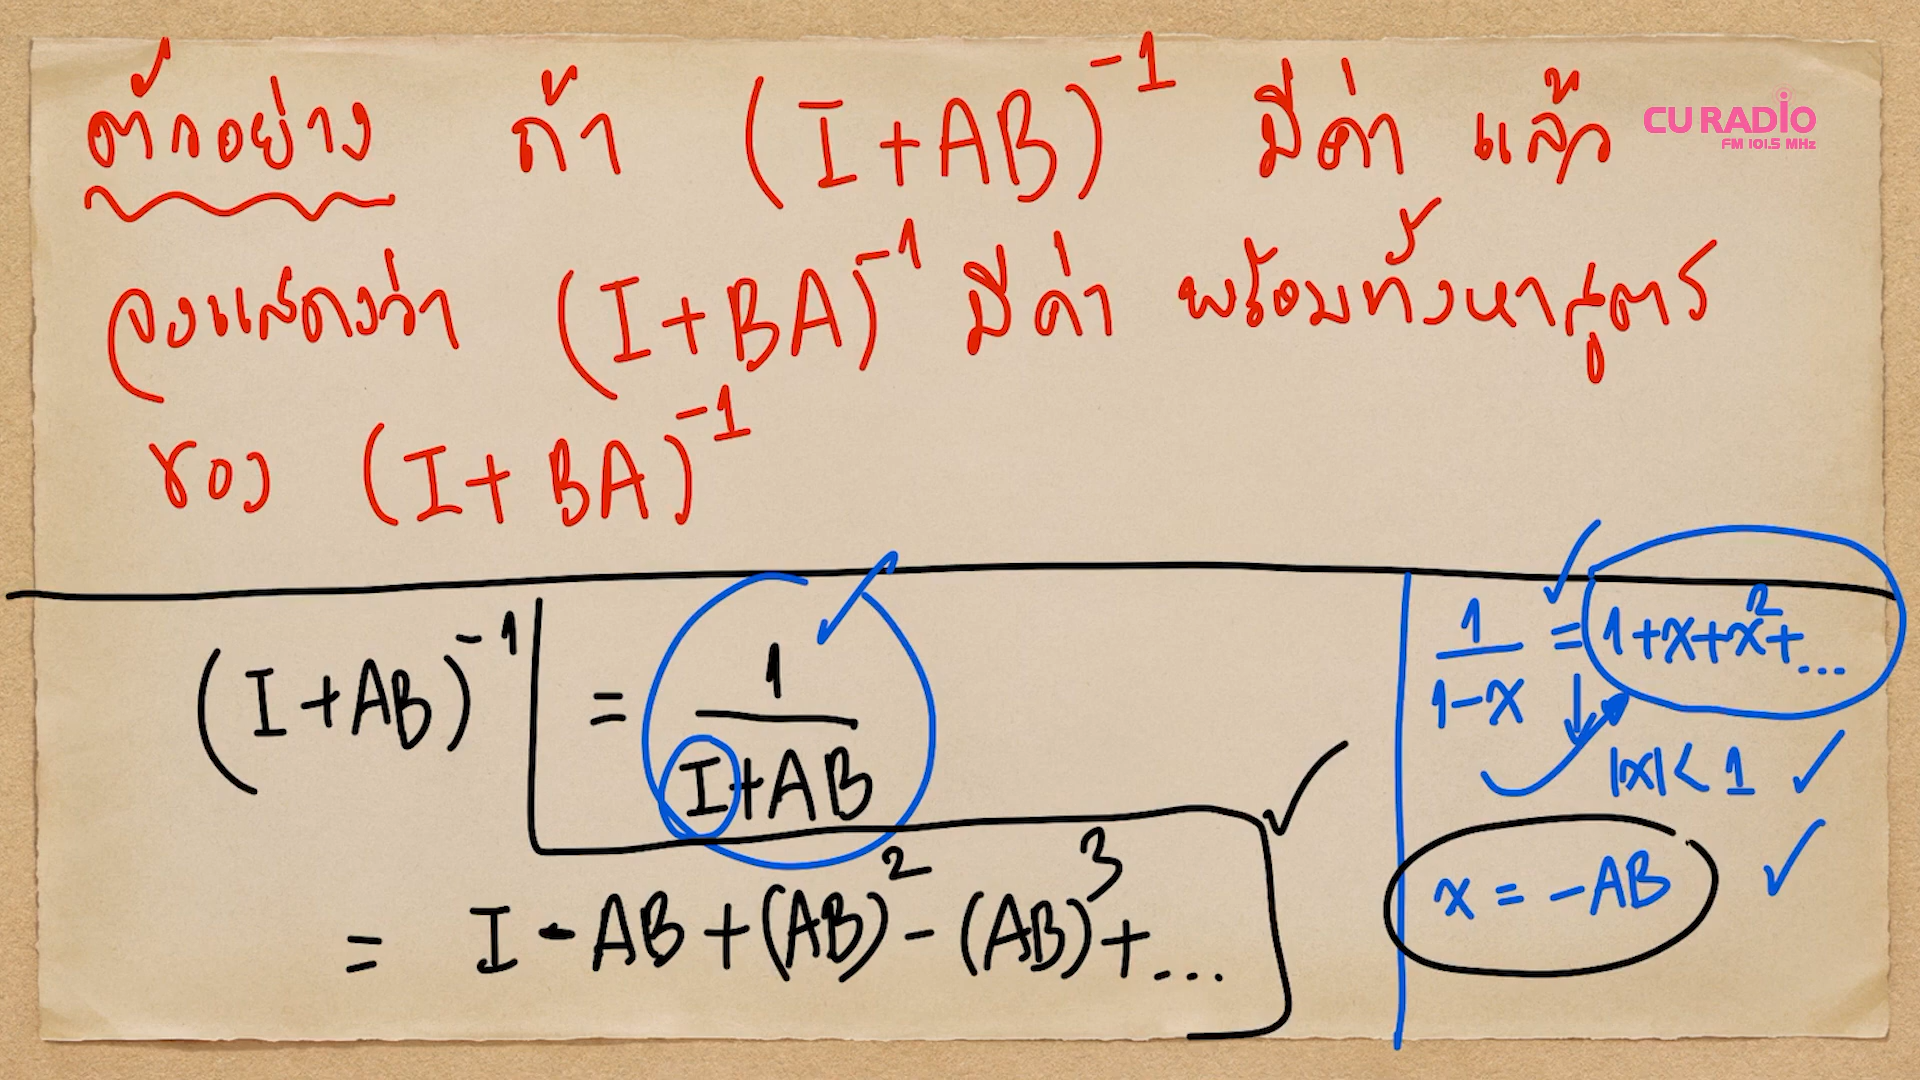 ตัวอย่าง ถ้า (I+AB)⁻¹ มีค่า แล้ว
CU RADIO
FM 101.5 MHz
จงแสดงว่า (I+BA)⁻¹ มีค่า พร้อมทั้งหาสูตร
ของ (I+BA)⁻¹
(I+AB)⁻¹ = 1/(I+AB)
= I - AB + (AB)² - (AB)³ + ...
1/(1-x) = 1+x+x²+...
|x| < 1
x = -AB